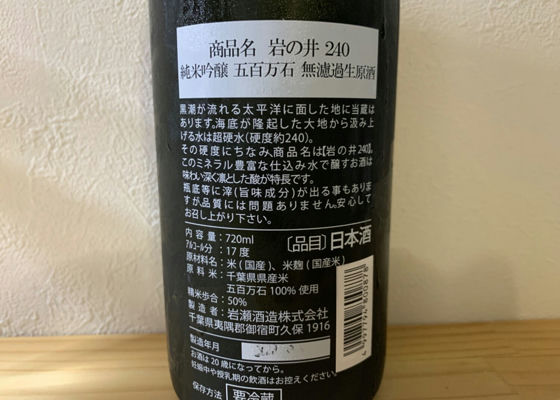 商品名 岩の井 240
純米吟醸 五百万石 無濾過生原酒
黒潮が流れる太平洋に面した地に当蔵は
あります。海底が隆起した大地から汲み上
げる水は超硬水(硬度約240)。
その硬度にちなみ、商品名は【岩の井240】。
このミネラル豊富な仕込み水で醸すお酒は
味わい深く凛とした酸が特長です。
瓶底等に滓(旨味成分)が出る事もありま
すが、品質には問題ありません。安心して
お召し上がり下さい。
内容量:720ml
アルコール分:17度
〔品目〕日本酒
原材料名:米(国産)、米麹(国産米)
原料米:千葉県県産米
五百万石100%使用
精米歩合:50%
製造者:岩瀬酒造株式会社
千葉県夷隅郡御宿町久保1916
4997794800878
製造年月
お酒は20歳になってから。
妊娠中や授乳期の飲酒はお控えください。
保存方法 要冷蔵